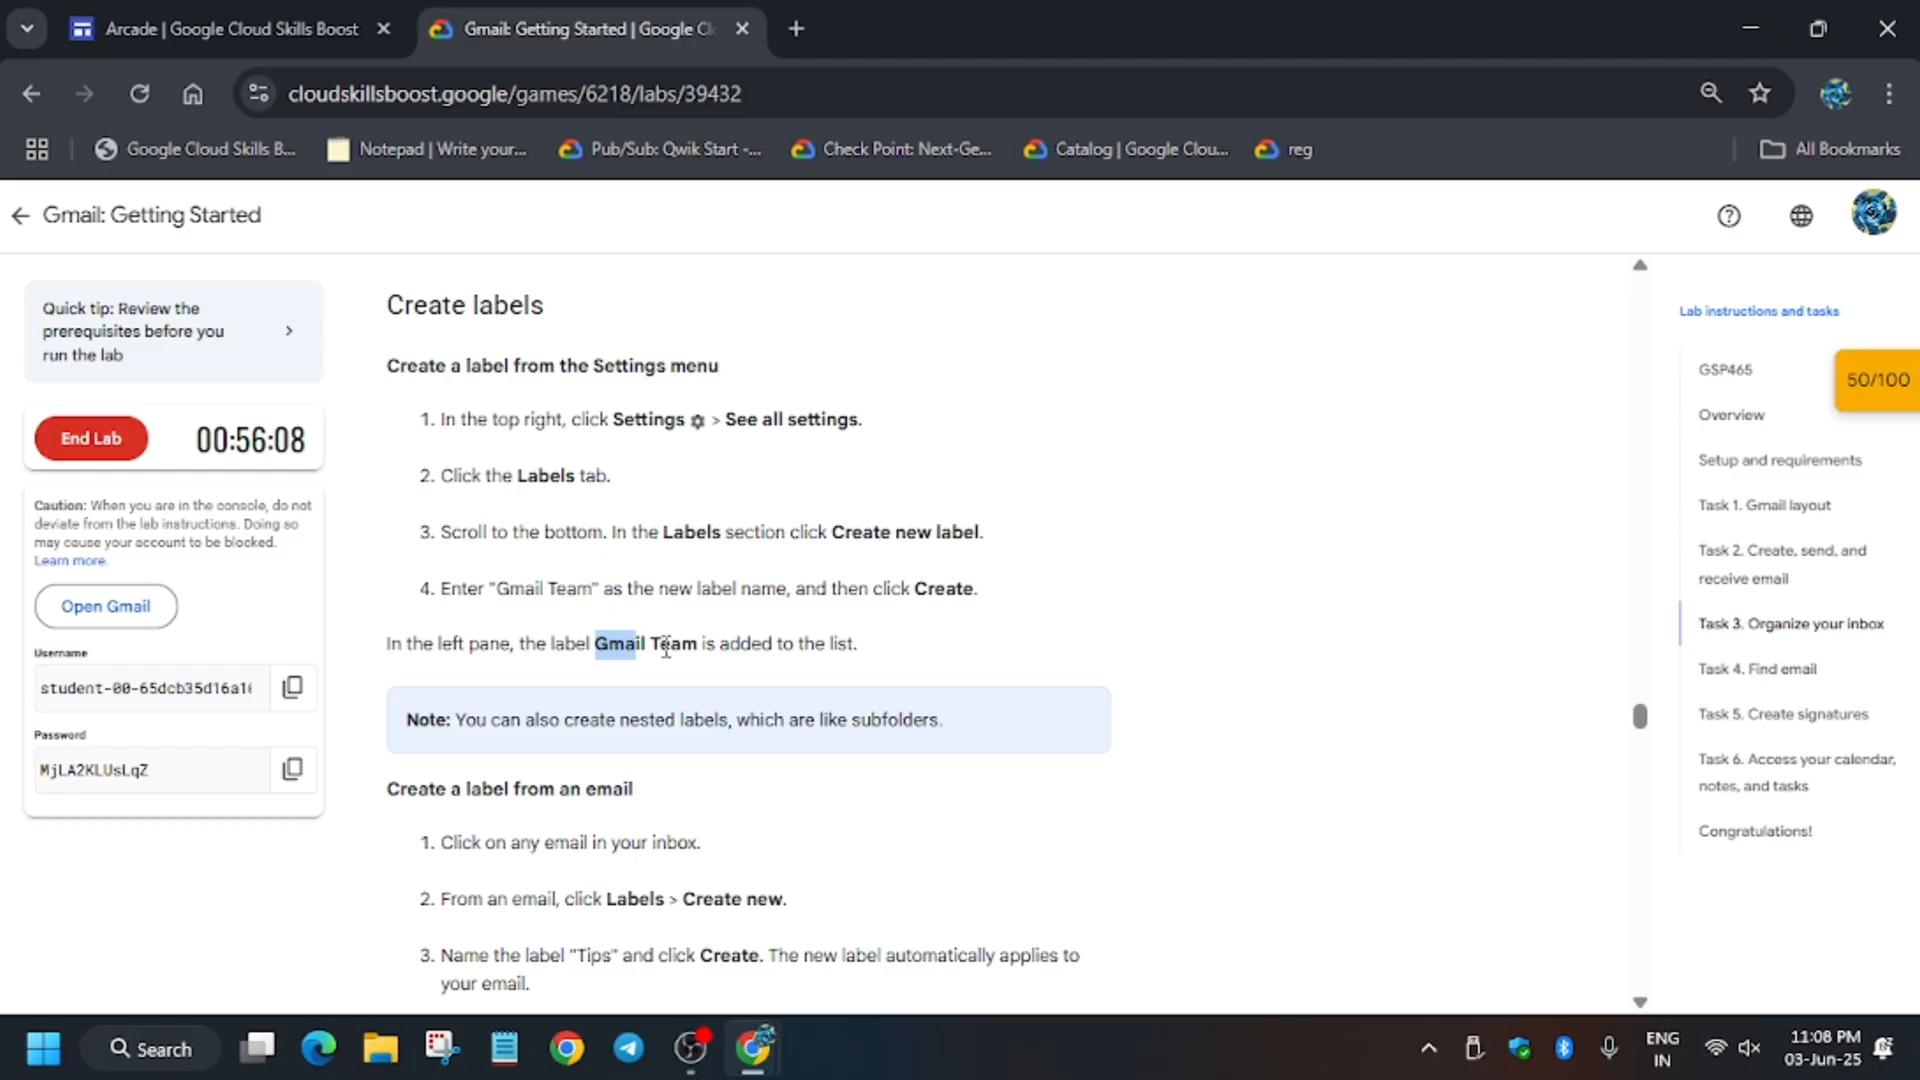 Arcade | Google Cloud Skills Boost
Gmail: Getting Started | Google Cl
cloudskillsboost.google/games/6218/labs/39432
Google Cloud Skills B...
Notepad | Write your...
Pub/Sub: Qwik Start -...
Check Point: Next-Ge...
Catalog | Google Clou...
reg
All Bookmarks
Gmail: Getting Started
Quick tip: Review the
prerequisites before you
run the lab
End Lab
00:56:08
Caution: When you are in the console, do not
deviate from the lab instructions. Doing so
may cause your account to be blocked.
Learn more.
Open Gmail
Username
student-00-65dcb35d16a1
Password
MjLA2KLUsLqZ
Create labels
Create a label from the Settings menu
1. In the top right, click Settings > See all settings.
2. Click the Labels tab.
3. Scroll to the bottom. In the Labels section click Create new label.
4. Enter "Gmail Team" as the new label name, and then click Create.
In the left pane, the label Gmail Team is added to the list.
Note: You can also create nested labels, which are like subfolders.
Create a label from an email
1. Click on any email in your inbox.
2. From an email, click Labels > Create new.
3. Name the label "Tips" and click Create. The new label automatically applies to
your email.
Lab instructions and tasks
GSP465
50/100
Overview
Setup and requirements
Task 1. Gmail layout
Task 2. Create, send, and
receive email
Task 3. Organize your inbox
Task 4. Find email
Task 5. Create signatures
Task 6. Access your calendar,
notes, and tasks
Congratulations!
Search
ENG
IN
11:08 PM
03-Jun-25